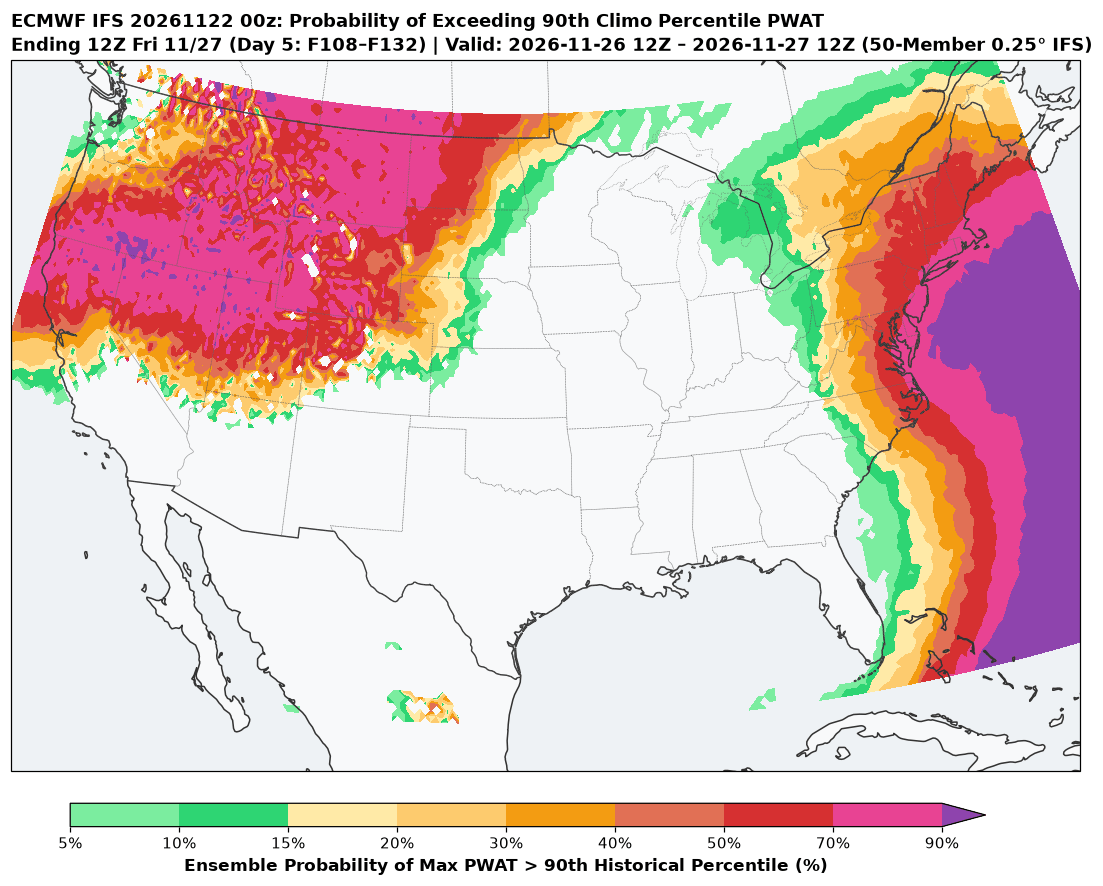 ECMWF IFS 20261122 00z: Probability of Exceeding 90th Climo Percentile PWAT
Ending 12Z Fri 11/27 (Day 5: F108–F132) | Valid: 2026-11-26 12Z – 2026-11-27 12Z (50-Member 0.25° IFS)
5% 10% 15% 20% 30% 40% 50% 70% 90%
Ensemble Probability of Max PWAT > 90th Historical Percentile (%)